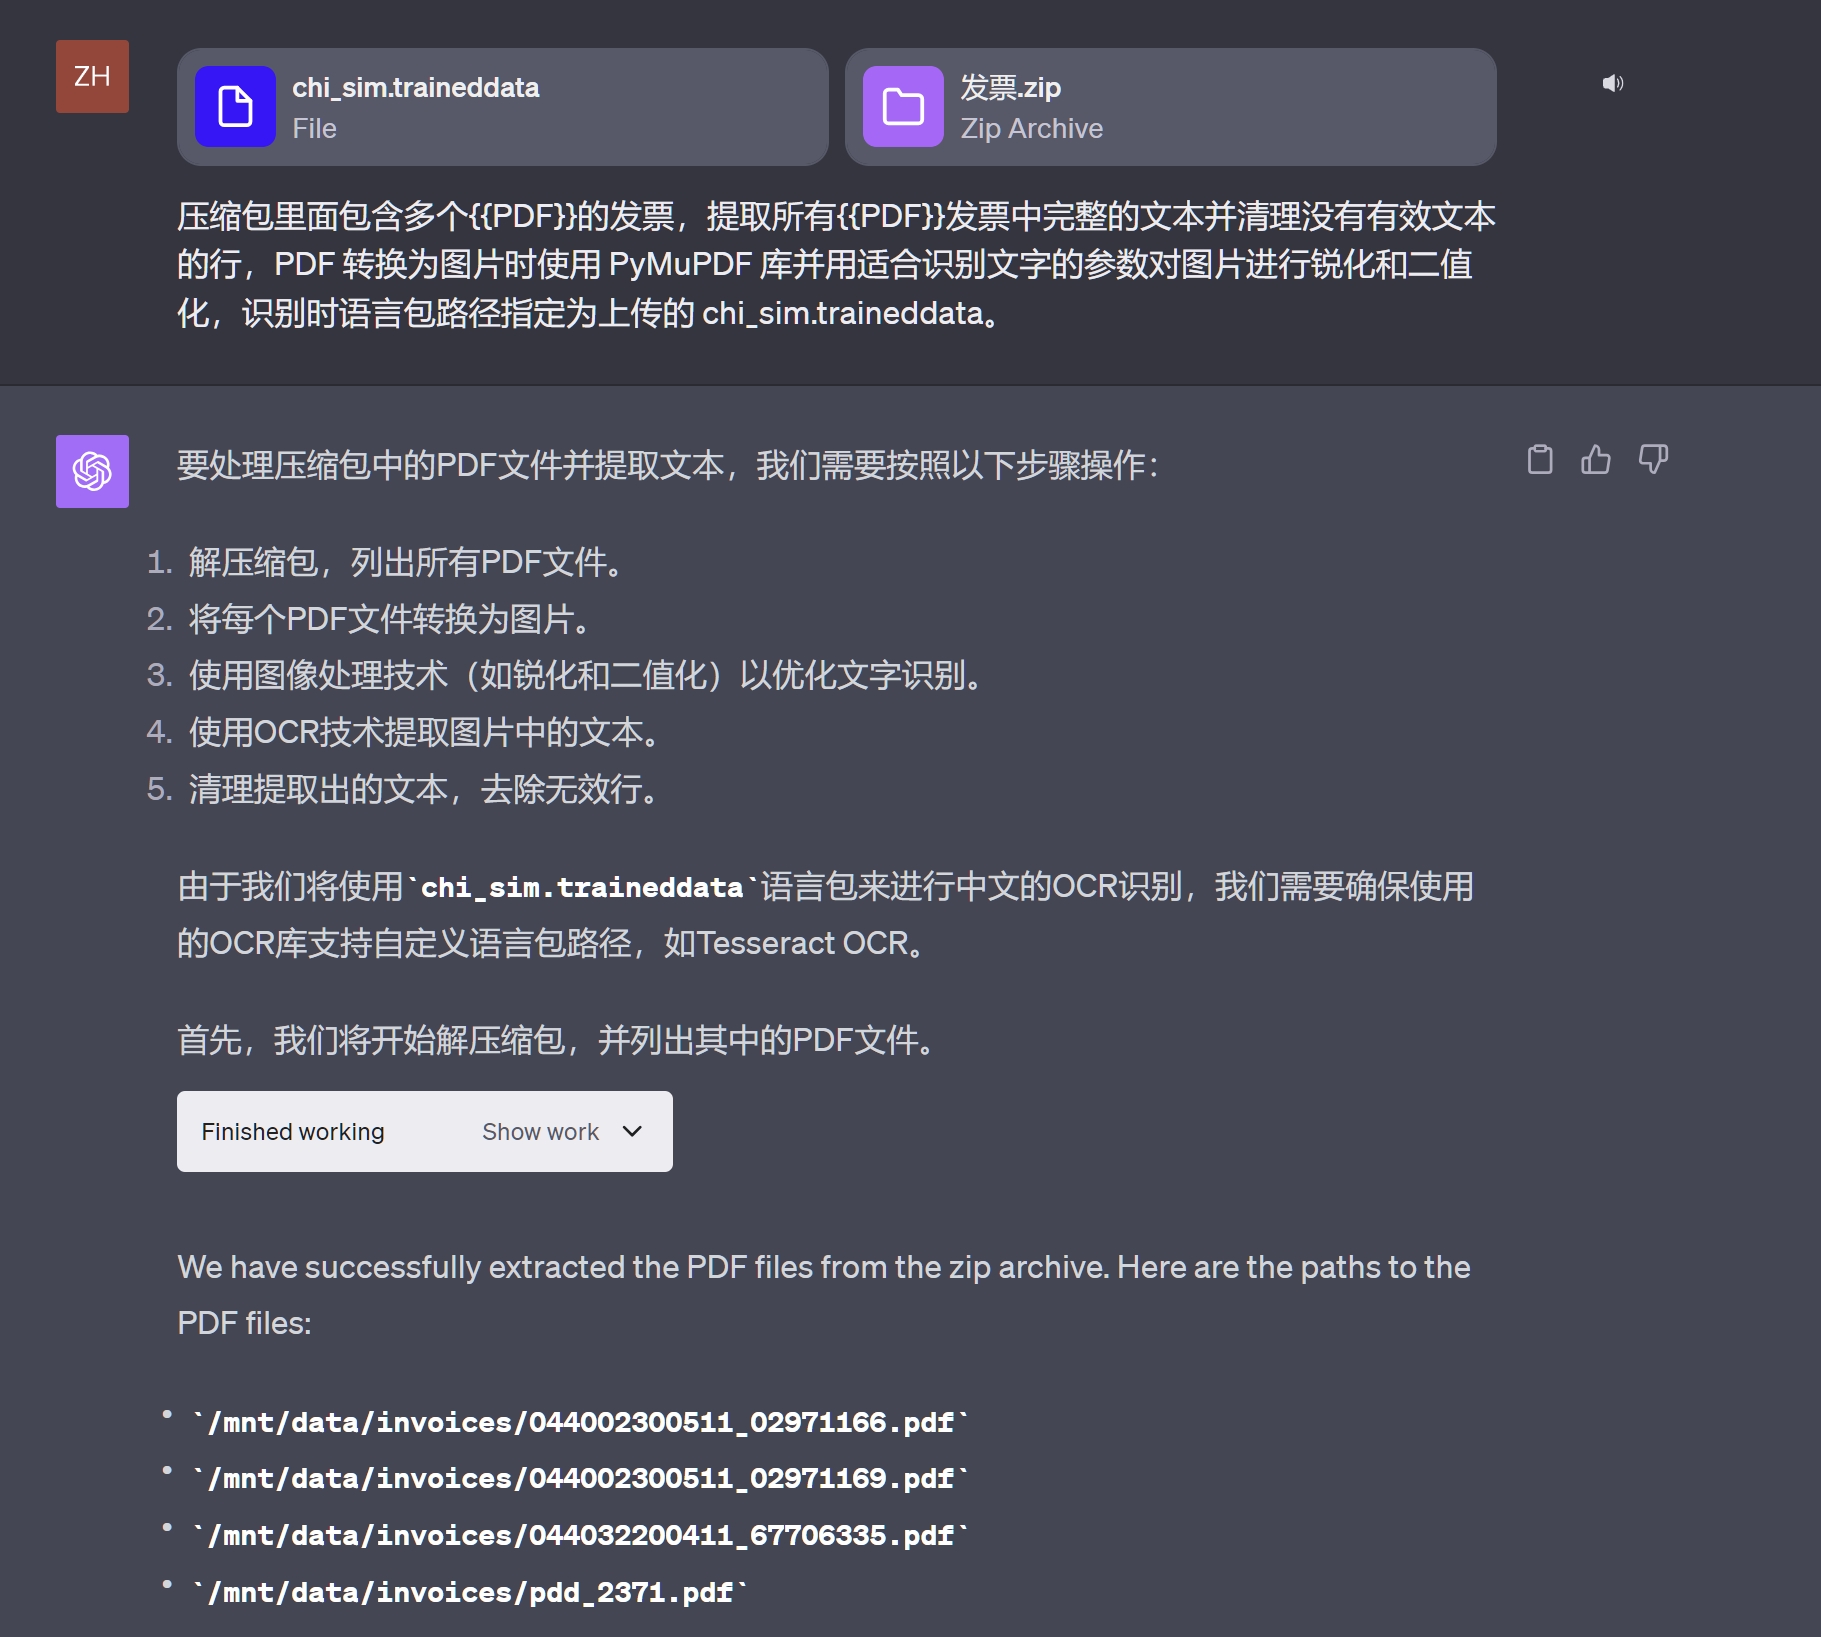 ZH
chi_sim.traineddata
File
发票.zip
Zip Archive
压缩包里面包含多个{{PDF}}的发票，提取所有{{PDF}}发票中完整的文本并清理没有有效文本
的行，PDF 转换为图片时使用 PyMuPDF 库并用适合识别文字的参数对图片进行锐化和二值
化，识别时语言包路径指定为上传的 chi_sim.traineddata。
要处理压缩包中的PDF文件并提取文本，我们需要按照以下步骤操作：
1. 解压缩包，列出所有PDF文件。
2. 将每个PDF文件转换为图片。
3. 使用图像处理技术（如锐化和二值化）以优化文字识别。
4. 使用OCR技术提取图片中的文本。
5. 清理提取出的文本，去除无效行。
由于我们将使用`chi_sim.traineddata`语言包来进行中文的OCR识别，我们需要确保使用
的OCR库支持自定义语言包路径，如Tesseract OCR。
首先，我们将开始解压缩包，并列出其中的PDF文件。
Finished working Show work
We have successfully extracted the PDF files from the zip archive. Here are the paths to the
PDF files:
• `/mnt/data/invoices/044002300511_02971166.pdf`
• `/mnt/data/invoices/044002300511_02971169.pdf`
• `/mnt/data/invoices/044032200411_67706335.pdf`
• `/mnt/data/invoices/pdd_2371.pdf`